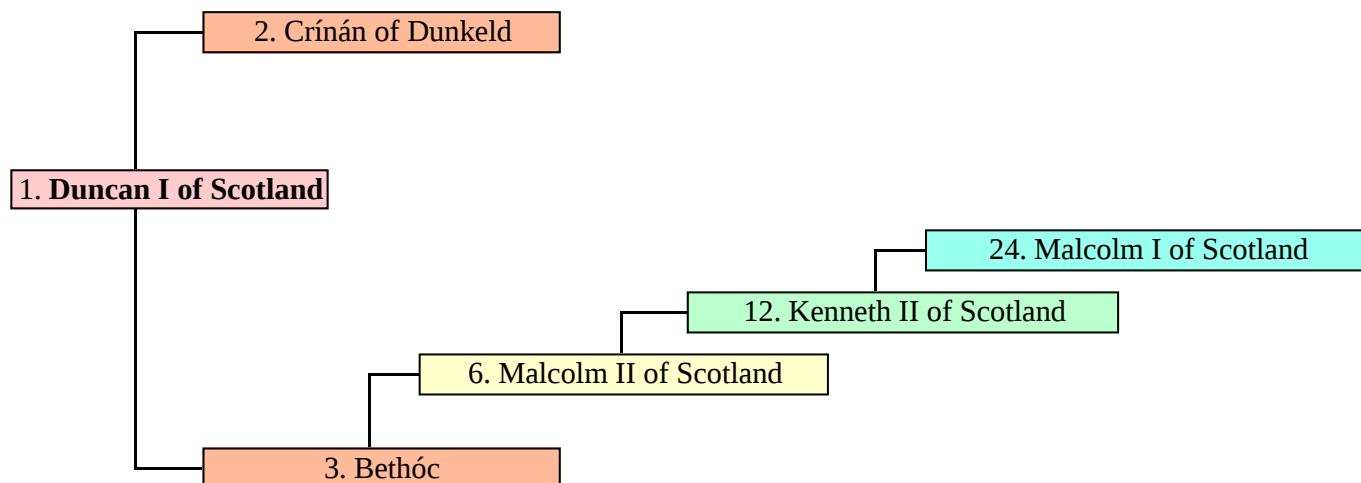 2. Crínán of Dunkeld
1. Duncan I of Scotland
24. Malcolm I of Scotland
12. Kenneth II of Scotland
6. Malcolm II of Scotland
3. Bethóc